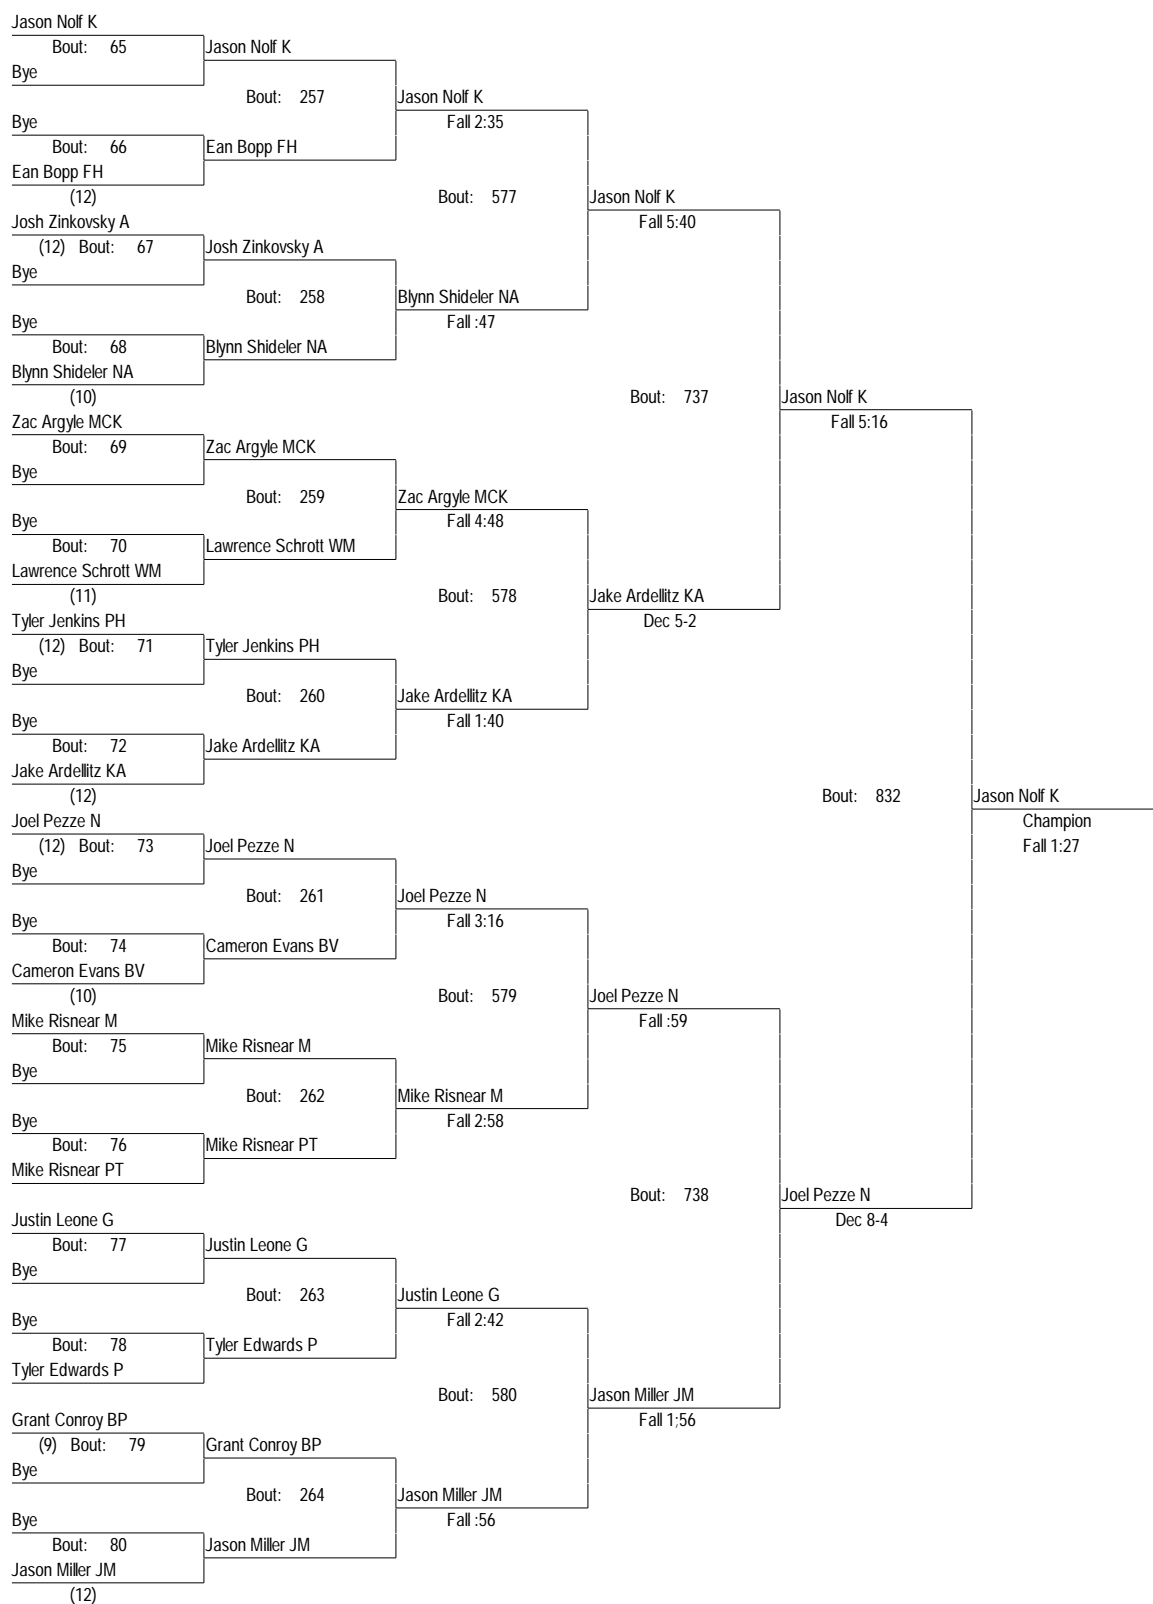 Jason Nolf K
Bout: 65 Jason Nolf K
Bye
Bout: 257 Jason Nolf K
Bye Fall 2:35
Bout: 66 Ean Bopp FH
Ean Bopp FH
(12) Bout: 577 Jason Nolf K
Josh Zinkovsky A Fall 5:40
(12) Bout: 67 Josh Zinkovsky A
Bye
Bout: 258 Blynn Shideler NA
Bye Fall :47
Bout: 68 Blynn Shideler NA
Blynn Shideler NA
(10) Bout: 737 Jason Nolf K
Zac Argyle MCK Fall 5:16
Bout: 69 Zac Argyle MCK
Bye
Bout: 259 Zac Argyle MCK
Bye Fall 4:48
Bout: 70 Lawrence Schrott WM
Lawrence Schrott WM
(11) Bout: 578 Jake Ardellitz KA
Tyler Jenkins PH Dec 5-2
(12) Bout: 71 Tyler Jenkins PH
Bye
Bout: 260 Jake Ardellitz KA
Bye Fall 1:40
Bout: 72 Jake Ardellitz KA
Jake Ardellitz KA
(12) Bout: 832 Jason Nolf K
Joel Pezze N Champion
(12) Bout: 73 Joel Pezze N Fall 1:27
Bye
Bout: 261 Joel Pezze N
Bye Fall 3:16
Bout: 74 Cameron Evans BV
Cameron Evans BV
(10) Bout: 579 Joel Pezze N
Mike Risnear M Fall :59
Bout: 75 Mike Risnear M
Bye
Bout: 262 Mike Risnear M
Bye Fall 2:58
Bout: 76 Mike Risnear PT
Mike Risnear PT
Bout: 738 Joel Pezze N
Justin Leone G Dec 8-4
Bout: 77 Justin Leone G
Bye
Bout: 263 Justin Leone G
Bye Fall 2:42
Bout: 78 Tyler Edwards P
Tyler Edwards P
Bout: 580 Jason Miller JM
Grant Conroy BP Fall 1;56
(9) Bout: 79 Grant Conroy BP
Bye
Bout: 264 Jason Miller JM
Bye Fall :56
Bout: 80 Jason Miller JM
Jason Miller JM
(12)